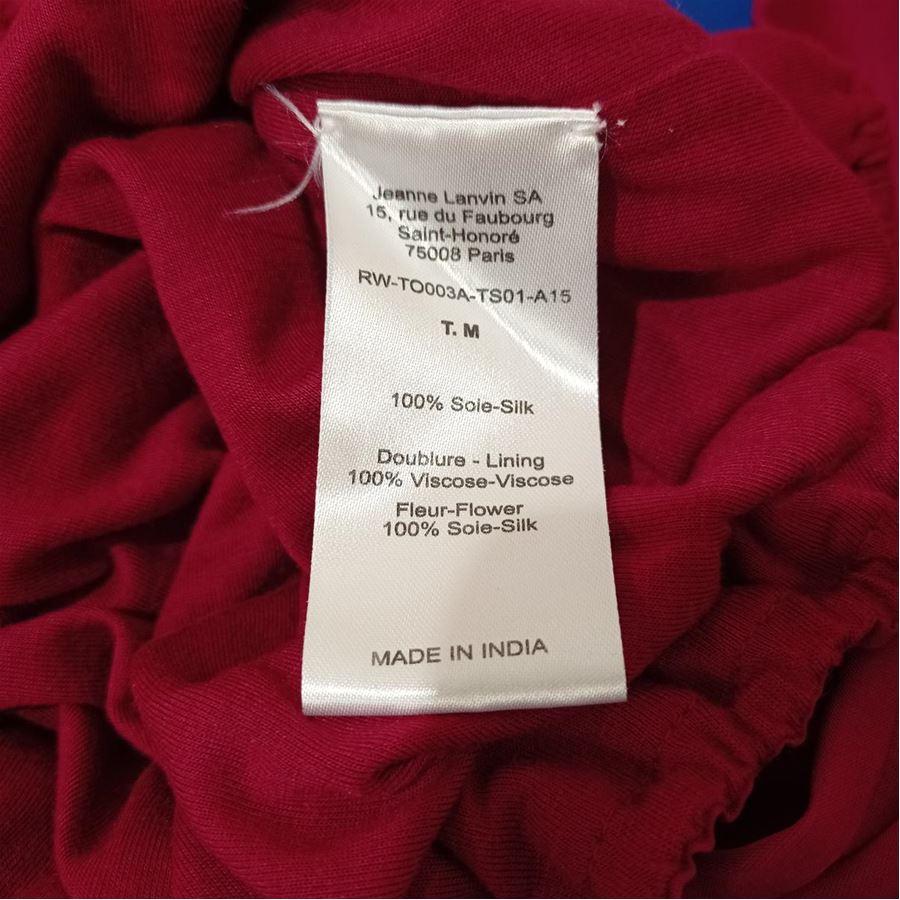 Jeanne Lanvin SA
15, rue du Faubourg
Saint-Honoré
75008 Paris
RW-TO003A-TS01-A15
T. M
100% Soie-Silk
Doublure - Lining
100% Viscose-Viscose
Fleur-Flower
100% Soie-Silk
MADE IN INDIA